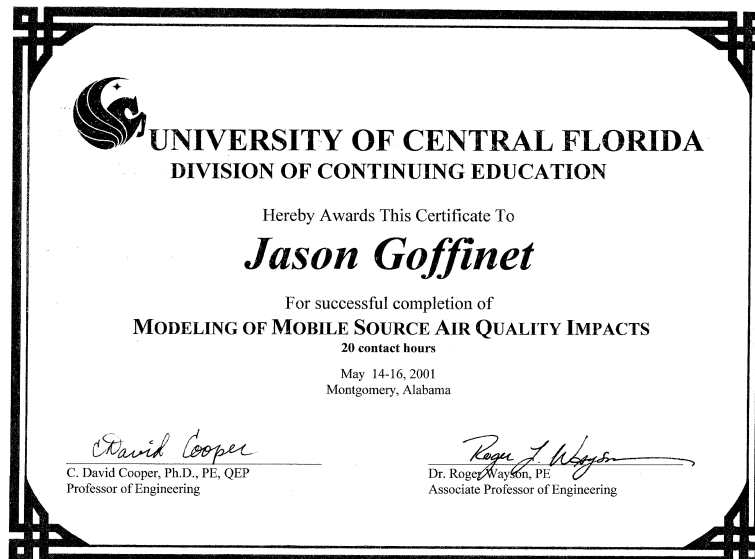 UNIVERSITY OF CENTRAL FLORIDA
DIVISION OF CONTINUING EDUCATION
Hereby Awards This Certificate To
Jason Goffinet
For successful completion of
MODELING OF MOBILE SOURCE AIR QUALITY IMPACTS
20 contact hours
May 14-16, 2001
Montgomery, Alabama
CDavid Cooper
C. David Cooper, Ph.D., PE, QEP
Professor of Engineering
Roger L. Wayson
Dr. Roger Wayson, PE
Associate Professor of Engineering